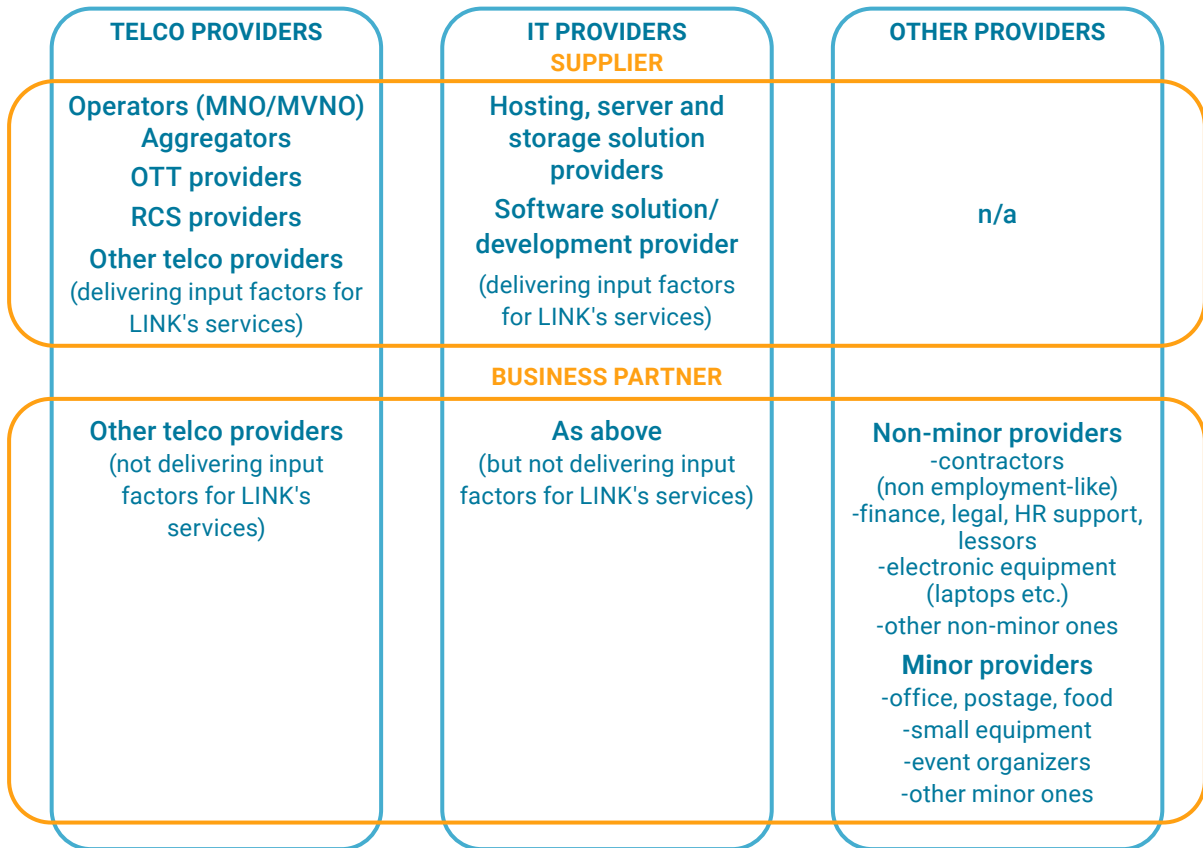 TELCO PROVIDERS
IT PROVIDERS
OTHER PROVIDERS
SUPPLIER
Operators (MNO/MVNO)
Aggregators
OTT providers
RCS providers
Other telco providers
(delivering input factors for
LINK's services)
Hosting, server and
storage solution
providers
Software solution/
development provider
(delivering input factors
for LINK's services)
n/a
BUSINESS PARTNER
Other telco providers
(not delivering input
factors for LINK's
services)
As above
(but not delivering input
factors for LINK's services)
Non-minor providers
-contractors
(non employment-like)
-finance, legal, HR support,
lessors
-electronic equipment
(laptops etc.)
-other non-minor ones
Minor providers
-office, postage, food
-small equipment
-event organizers
-other minor ones